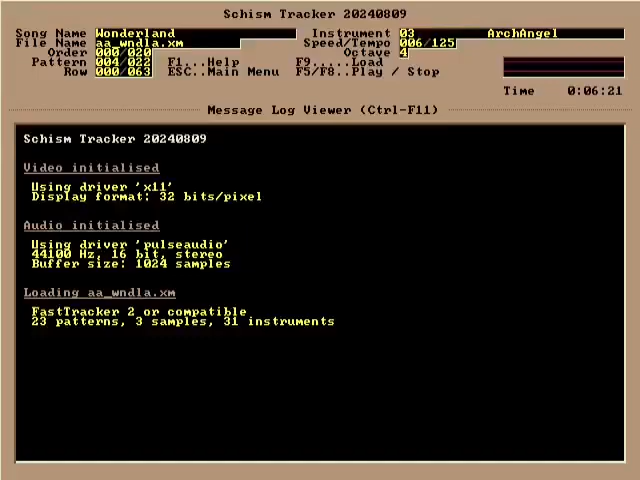 Schism Tracker 20240809
Song Name Wonderland Instrument 03 ArchAngel
File Name aa_wndla.xm Speed/Tempo 006/125
Order 000/020 Octave 4
Pattern 004/022 F1...Help F9.....Load
Row 000/063 ESC..Main Menu F5/F8..Play / Stop
Time 0:06:21
Message Log Viewer (Ctrl-F11)
Schism Tracker 20240809
Video initialised
Using driver 'x11'
Display format: 32 bits/pixel
Audio initialised
Using driver 'pulseaudio'
44100 Hz, 16 bit, stereo
Buffer size: 1024 samples
Loading aa_wndla.xm
FastTracker 2 or compatible
23 patterns, 3 samples, 31 instruments